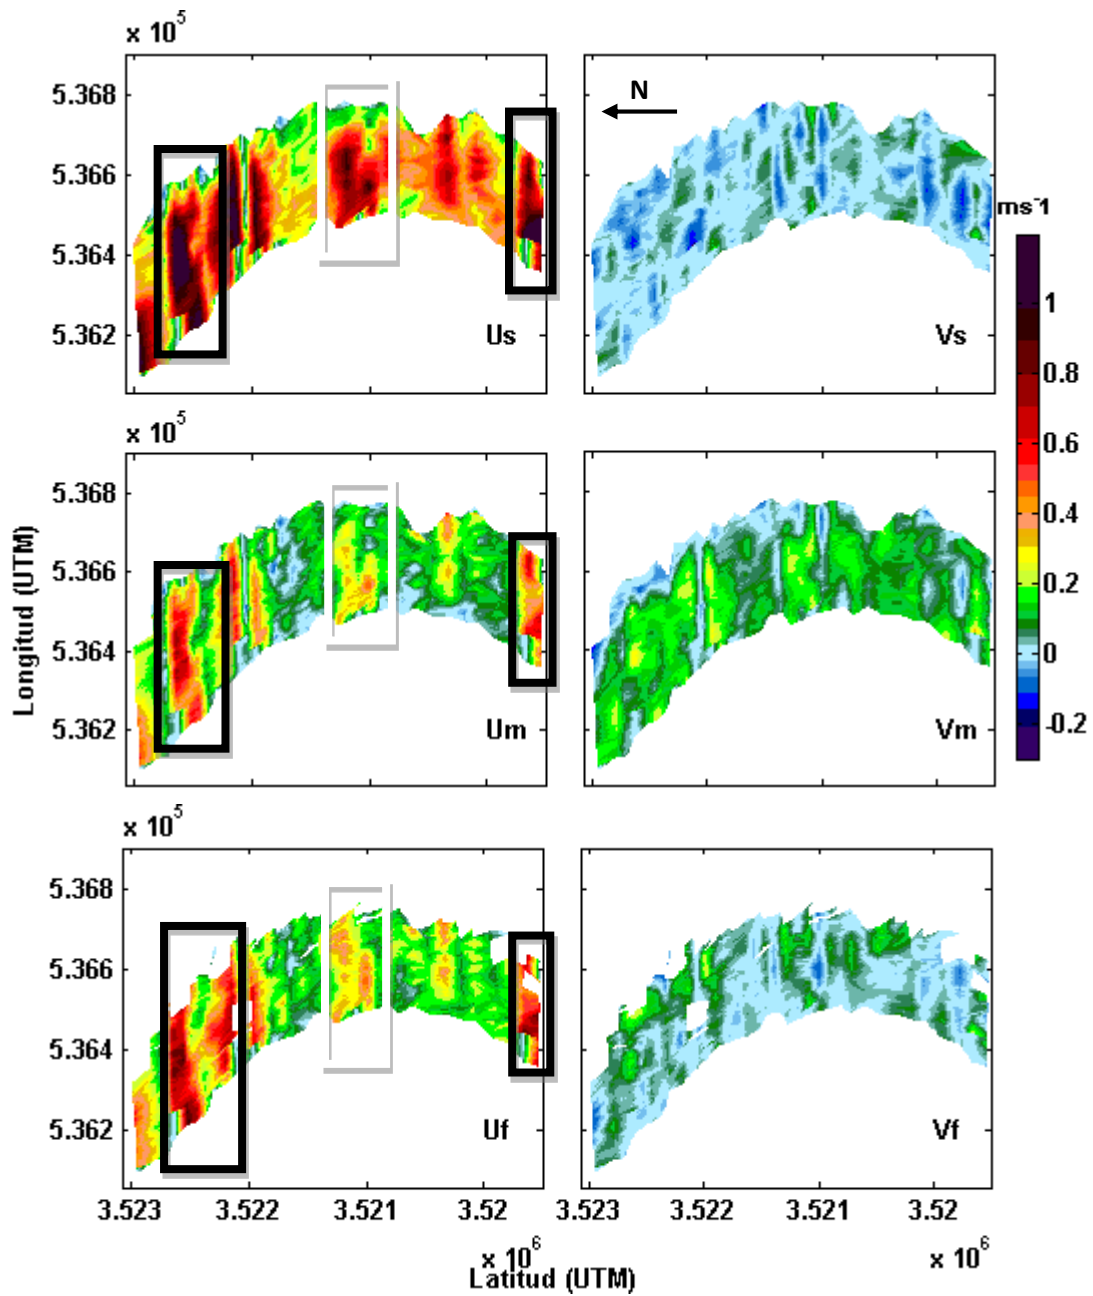 x 10^5
5.368
5.366
5.364
5.362
Us
N
Vs
ms-1
1
0.8
0.6
0.4
0.2
0
-0.2
x 10^5
5.368
5.366
5.364
5.362
Um
Vm
Longitud (UTM)
x 10^5
5.368
5.366
5.364
5.362
Uf
Vf
3.523 3.522 3.521 3.52 3.523 3.522 3.521 3.52
x 10^6 x 10^6
Latitud (UTM)